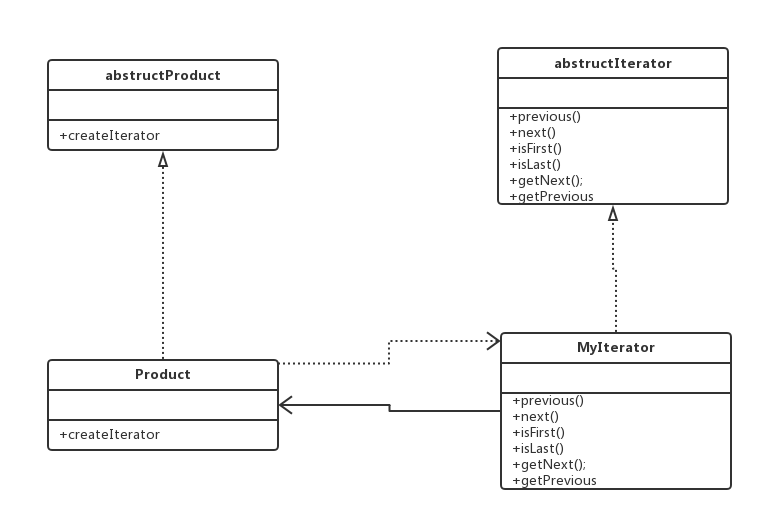 abstructProduct
+createIterator
abstructIterator
+previous()
+next()
+isFirst()
+isLast()
+getNext();
+getPrevious
Product
+createIterator
MyIterator
+previous()
+next()
+isFirst()
+isLast()
+getNext();
+getPrevious